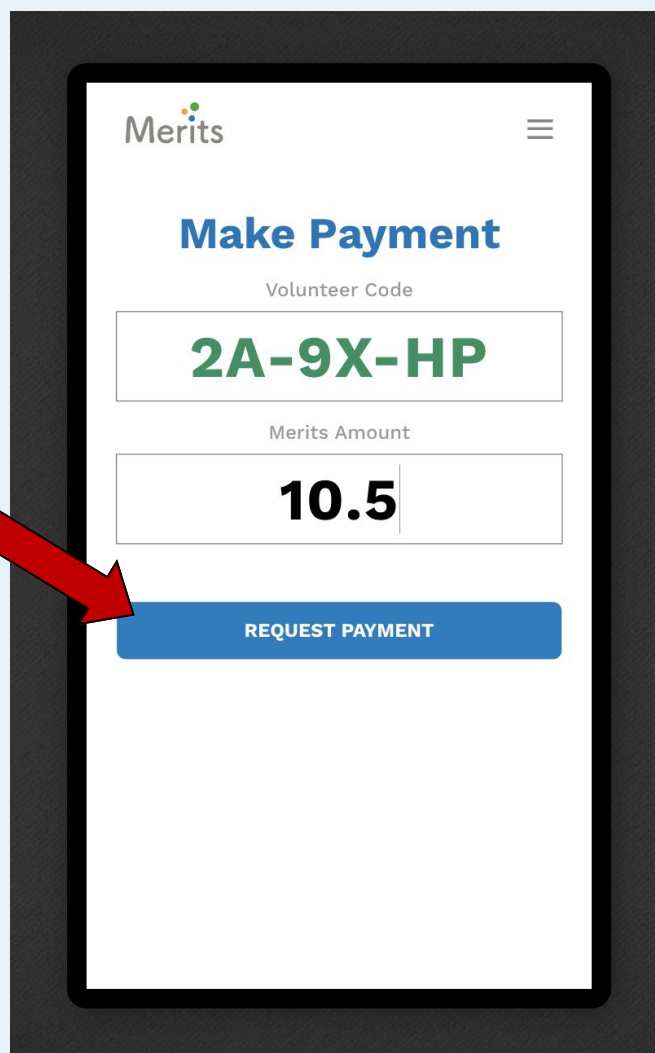 Merits
Make Payment
Volunteer Code
2A-9X-HP
Merits Amount
10.5
REQUEST PAYMENT